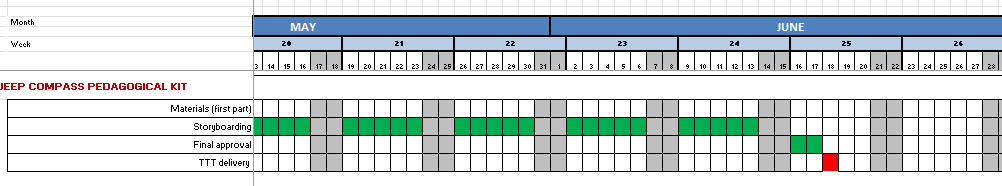 Month MAY JUNE
Week 20 21 22 23 24 25 26
3 14 15 16 17 18 19 20 21 22 23 24 25 26 27 28 29 30 31 1 2 3 4 5 6 7 8 9 10 11 12 13 14 15 16 17 18 19 20 21 22 23 24 25 26 27 28
JEEP COMPASS PEDAGOGICAL KIT
Materials (first part)
Storyboarding
Final approval
TTT delivery